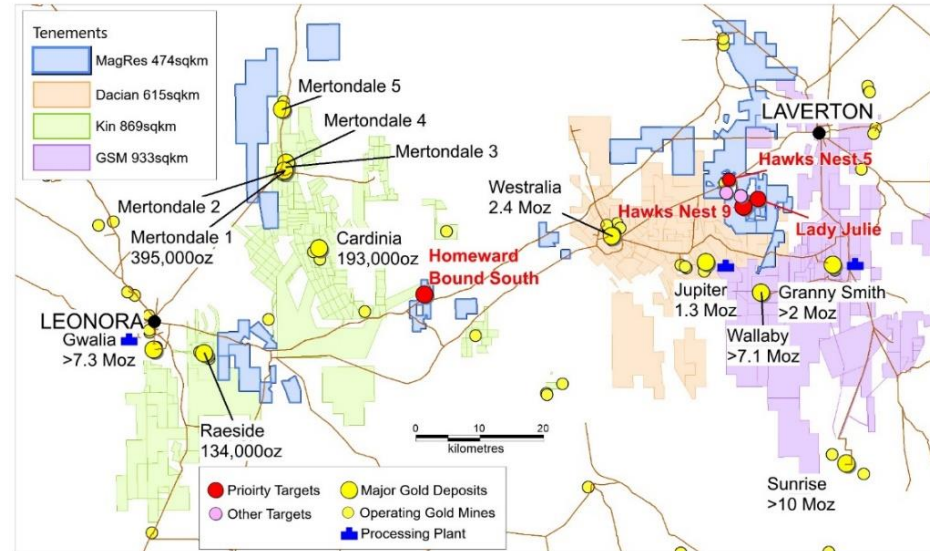 Tenements
MagRes 474sqkm
Dacian 615sqkm
Kin 869sqkm
GSM 933sqkm
Mertondale 5
Mertondale 4
Mertondale 3
Mertondale 2
Mertondale 1
395,000oz
Cardinia
193,000oz
Homeward
Bound South
Westralia
2.4 Moz
LAVERTON
Hawks Nest 5
Hawks Nest 9
Lady Julie
Jupiter
1.3 Moz
Granny Smith
>2 Moz
Wallaby
>7.1 Moz
LEONORA
Gwalia
>7.3 Moz
Raeside
134,000oz
Sunrise
>10 Moz
0 10 20
kilometres
Prioirty Targets
Other Targets
Major Gold Deposits
Operating Gold Mines
Processing Plant